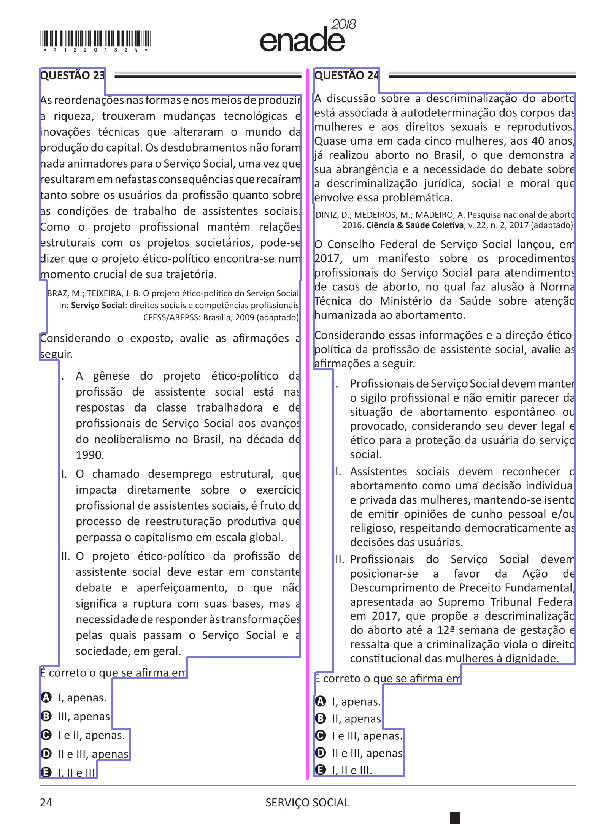 enade 2018
QUESTÃO 23
As reordenações nas formas e nos meios de produzir
a riqueza, trouxeram mudanças tecnológicas e
inovações técnicas que alteraram o mundo da
produção do capital. Os desdobramentos não foram
nada animadores para o Serviço Social, uma vez que
resultaram em nefastas consequências que recaíram
tanto sobre os usuários da profissão quanto sobre
as condições de trabalho de assistentes sociais.
Como o projeto profissional mantém relações
estruturais com os projetos societários, pode-se
dizer que o projeto ético-político encontra-se num
momento crucial de sua trajetória.
BRAZ, M.; TEIXEIRA, J. B. O projeto ético-político do Serviço Social.
In: Serviço Social: direitos sociais e competências profissionais.
CFESS/ABEPSS: Brasília, 2009 (adaptado).
Considerando o exposto, avalie as afirmações a
seguir.
I. A gênese do projeto ético-político da
profissão de assistente social está nas
respostas da classe trabalhadora e de
profissionais de Serviço Social aos avanços
do neoliberalismo no Brasil, na década de
1990.
II. O chamado desemprego estrutural, que
impacta diretamente sobre o exercício
profissional de assistentes sociais, é fruto do
processo de reestruturação produtiva que
perpassa o capitalismo em escala global.
III. O projeto ético-político da profissão de
assistente social deve estar em constante
debate e aperfeiçoamento, o que não
significa a ruptura com suas bases, mas a
necessidade de responder às transformações
pelas quais passam o Serviço Social e a
sociedade, em geral.
É correto o que se afirma em
A I, apenas.
B III, apenas.
C I e II, apenas.
D II e III, apenas.
E I, II e III.
QUESTÃO 24
A discussão sobre a descriminalização do aborto
está associada à autodeterminação dos corpos das
mulheres e aos direitos sexuais e reprodutivos.
Quase uma em cada cinco mulheres, aos 40 anos,
já realizou aborto no Brasil, o que demonstra a
sua abrangência e a necessidade do debate sobre
a descriminalização jurídica, social e moral que
envolve essa problemática.
DINIZ, D.; MEDEIROS, M.; MADEIRO, A. Pesquisa nacional de aborto
2016. Ciência & Saúde Coletiva, v. 22, n. 2, 2017 (adaptado).
O Conselho Federal de Serviço Social lançou, em
2017, um manifesto sobre os procedimentos
profissionais do Serviço Social para atendimentos
de casos de aborto, no qual faz alusão à Norma
Técnica do Ministério da Saúde sobre atenção
humanizada ao abortamento.
Considerando essas informações e a direção ético-
política da profissão de assistente social, avalie as
afirmações a seguir.
I. Profissionais de Serviço Social devem manter
o sigilo profissional e não emitir parecer da
situação de abortamento espontâneo ou
provocado, considerando seu dever legal e
ético para a proteção da usuária do serviço
social.
II. Assistentes sociais devem reconhecer o
abortamento como uma decisão individual
e privada das mulheres, mantendo-se isento
de emitir opiniões de cunho pessoal e/ou
religioso, respeitando democraticamente as
decisões das usuárias.
III. Profissionais do Serviço Social devem
posicionar-se a favor da Ação de
Descumprimento de Preceito Fundamental,
apresentada ao Supremo Tribunal Federal
em 2017, que propõe a descriminalização
do aborto até a 12ª semana de gestação e
ressalta que a criminalização viola o direito
constitucional das mulheres à dignidade.
É correto o que se afirma em
A I, apenas.
B II, apenas.
C I e III, apenas.
D II e III, apenas.
E I, II e III.
24
SERVIÇO SOCIAL